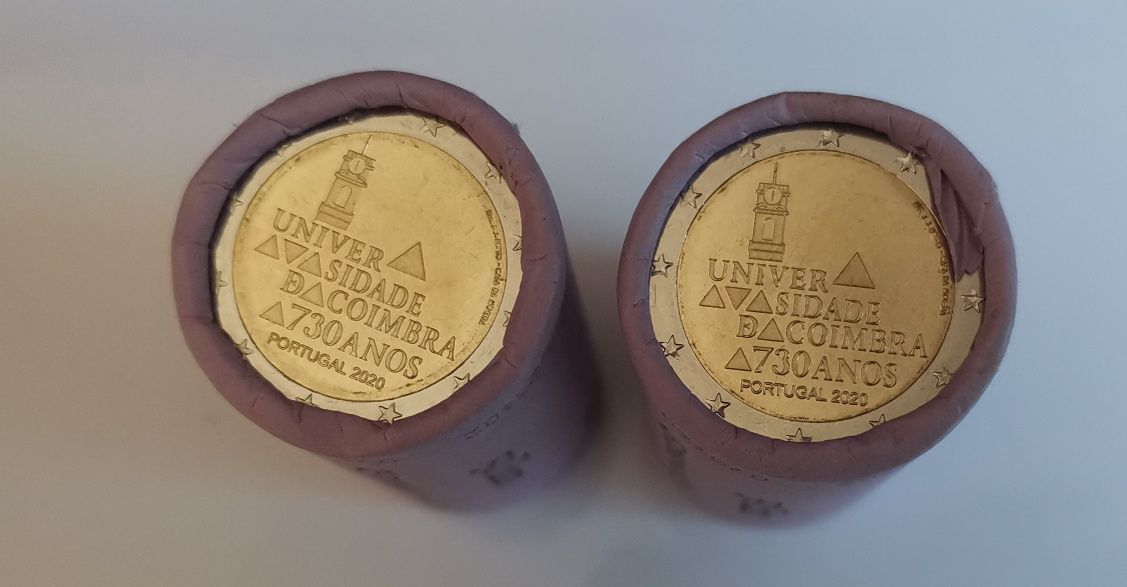 UNIVER
SIDADE
D COIMBRA
730 ANOS
PORTUGAL 2020
UNIVER
SIDADE
D COIMBRA
730 ANOS
PORTUGAL 2020